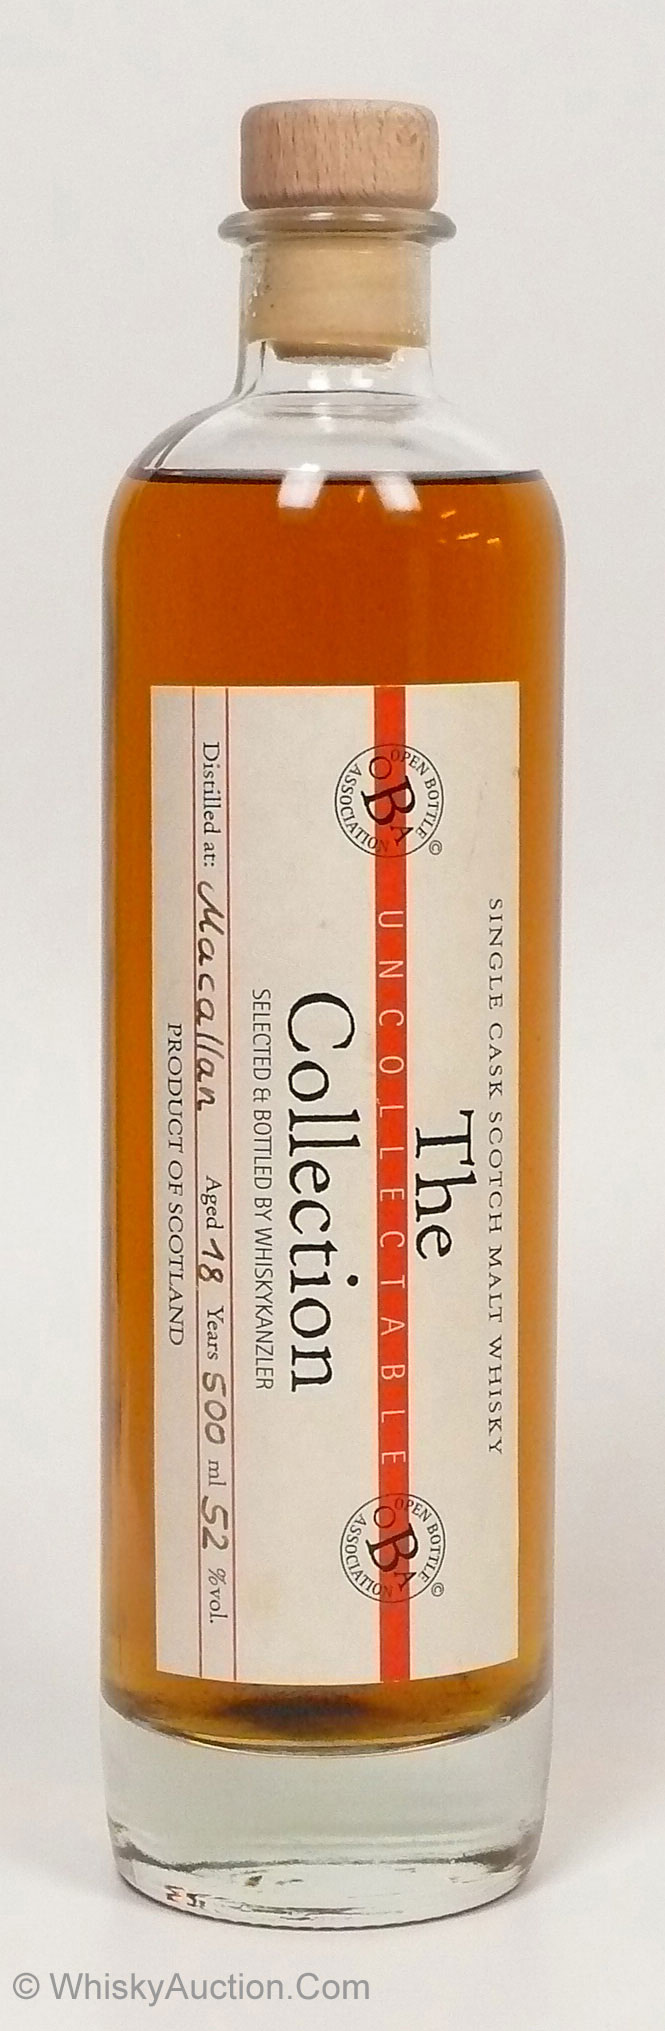 SINGLE CASK SCOTCH MALT WHISKY
The
UNCOLLECTABLE
OPEN BOTTLE
OBA
ASSOCIATION
©
OPEN BOTTLE
OBA
ASSOCIATION
©
Collection
SELECTED & BOTTLED BY WHISKYKANZLER
Distilled at: Macallan Aged 18 Years 500 ml 52 %vol.
PRODUCT OF SCOTLAND
© WhiskyAuction.Com